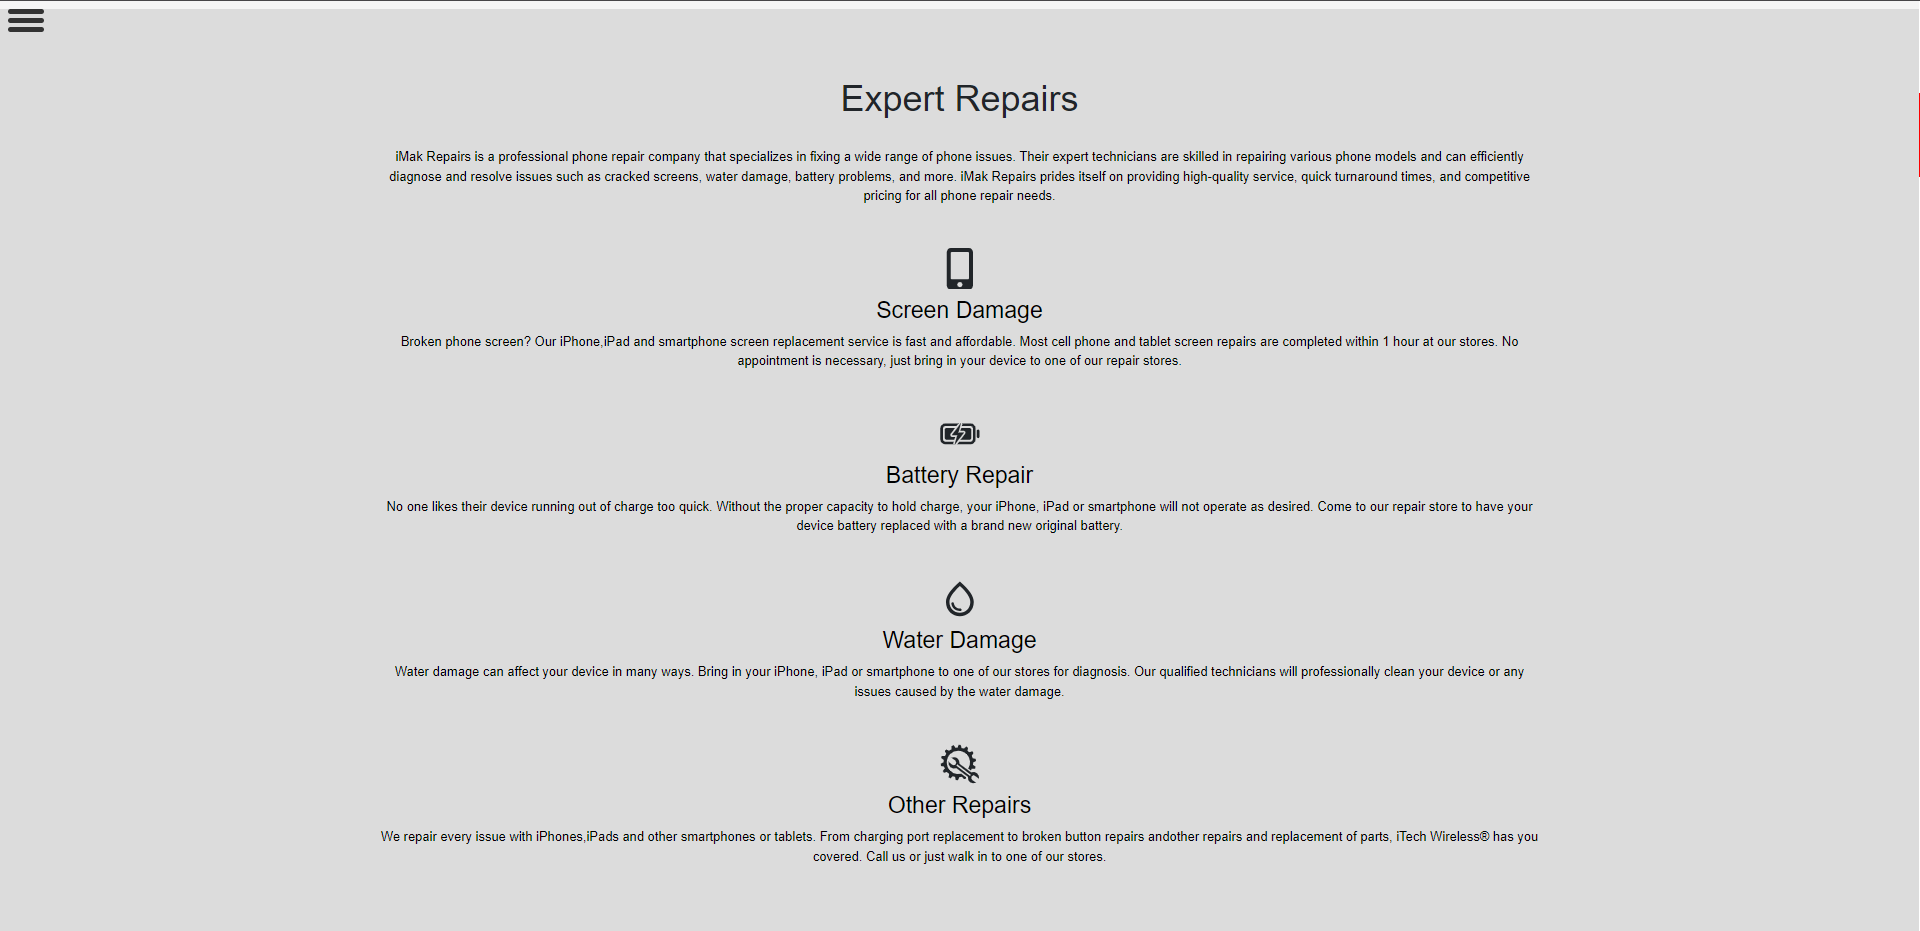 Expert Repairs
iMak Repairs is a professional phone repair company that specializes in fixing a wide range of phone issues. Their expert technicians are skilled in repairing various phone models and can efficiently
diagnose and resolve issues such as cracked screens, water damage, battery problems, and more. iMak Repairs prides itself on providing high-quality service, quick turnaround times, and competitive
pricing for all phone repair needs.
Screen Damage
Broken phone screen? Our iPhone,iPad and smartphone screen replacement service is fast and affordable. Most cell phone and tablet screen repairs are completed within 1 hour at our stores. No
appointment is necessary, just bring in your device to one of our repair stores.
Battery Repair
No one likes their device running out of charge too quick. Without the proper capacity to hold charge, your iPhone, iPad or smartphone will not operate as desired. Come to our repair store to have your
device battery replaced with a brand new original battery.
Water Damage
Water damage can affect your device in many ways. Bring in your iPhone, iPad or smartphone to one of our stores for diagnosis. Our qualified technicians will professionally clean your device or any
issues caused by the water damage.
Other Repairs
We repair every issue with iPhones,iPads and other smartphones or tablets. From charging port replacement to broken button repairs andother repairs and replacement of parts, iTech Wireless® has you
covered. Call us or just walk in to one of our stores.